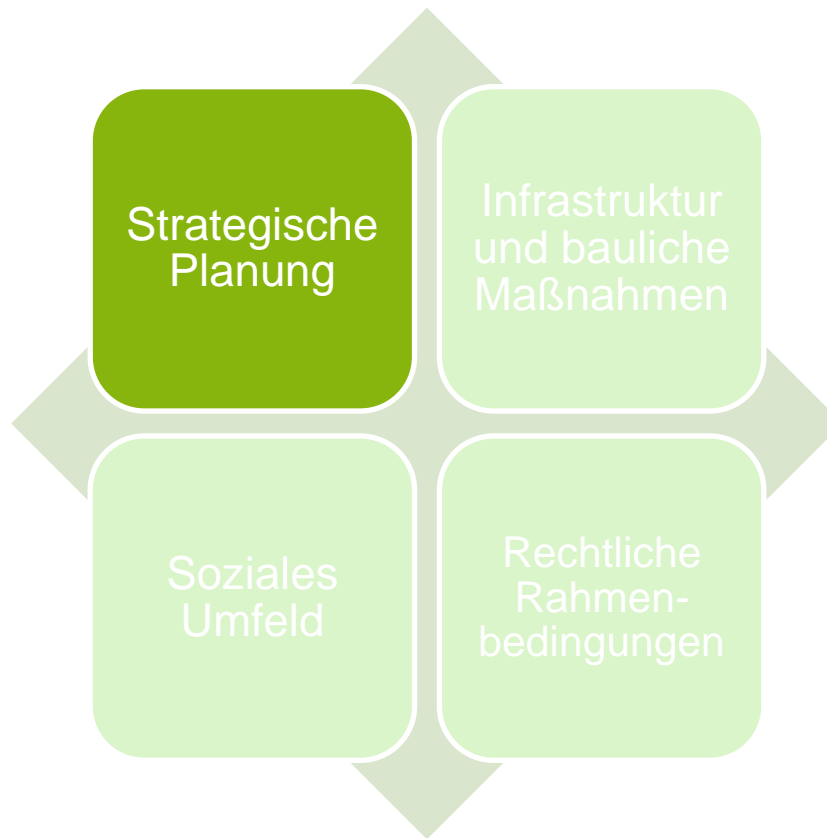 Strategische
Planung
Infrastruktur
und bauliche
Maßnahmen
Soziales
Umfeld
Rechtliche
Rahmen-
bedingungen